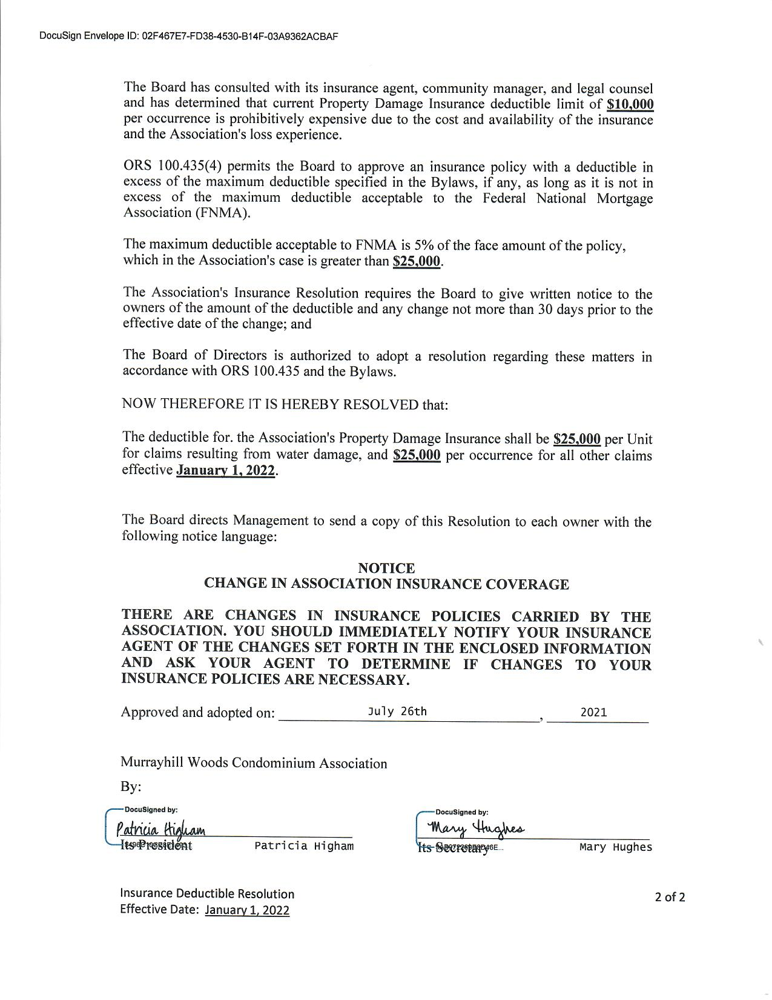 DocuSign Envelope ID: 02F467E7-FD38-4530-B14F-03A9362ACBAF
The Board has consulted with its insurance agent, community manager, and legal counsel
and has determined that current Property Damage Insurance deductible limit of $10,000
per occurrence is prohibitively expensive due to the cost and availability of the insurance
and the Association's loss experience.
ORS 100.435(4) permits the Board to approve an insurance policy with a deductible in
excess of the maximum deductible specified in the Bylaws, if any, as long as it is not in
excess of the maximum deductible acceptable to the Federal National Mortgage
Association (FNMA).
The maximum deductible acceptable to FNMA is 5% of the face amount of the policy,
which in the Association's case is greater than $25,000.
The Association's Insurance Resolution requires the Board to give written notice to the
owners of the amount of the deductible and any change not more than 30 days prior to the
effective date of the change; and
The Board of Directors is authorized to adopt a resolution regarding these matters in
accordance with ORS 100.435 and the Bylaws.
NOW THEREFORE IT IS HEREBY RESOLVED that:
The deductible for. the Association's Property Damage Insurance shall be $25,000 per Unit
for claims resulting from water damage, and $25,000 per occurrence for all other claims
effective January 1, 2022.
The Board directs Management to send a copy of this Resolution to each owner with the
following notice language:
NOTICE
CHANGE IN ASSOCIATION INSURANCE COVERAGE
THERE ARE CHANGES IN INSURANCE POLICIES CARRIED BY THE
ASSOCIATION. YOU SHOULD IMMEDIATELY NOTIFY YOUR INSURANCE
AGENT OF THE CHANGES SET FORTH IN THE ENCLOSED INFORMATION
AND ASK YOUR AGENT TO DETERMINE IF CHANGES TO YOUR
INSURANCE POLICIES ARE NECESSARY.
Approved and adopted on: July 26th , 2021
Murrayhill Woods Condominium Association
By:
DocuSigned by: DocuSigned by:
Patricia Higham Mary Hughes
Its President Patricia Higham Its Secretary Mary Hughes
Insurance Deductible Resolution 2 of 2
Effective Date: January 1, 2022